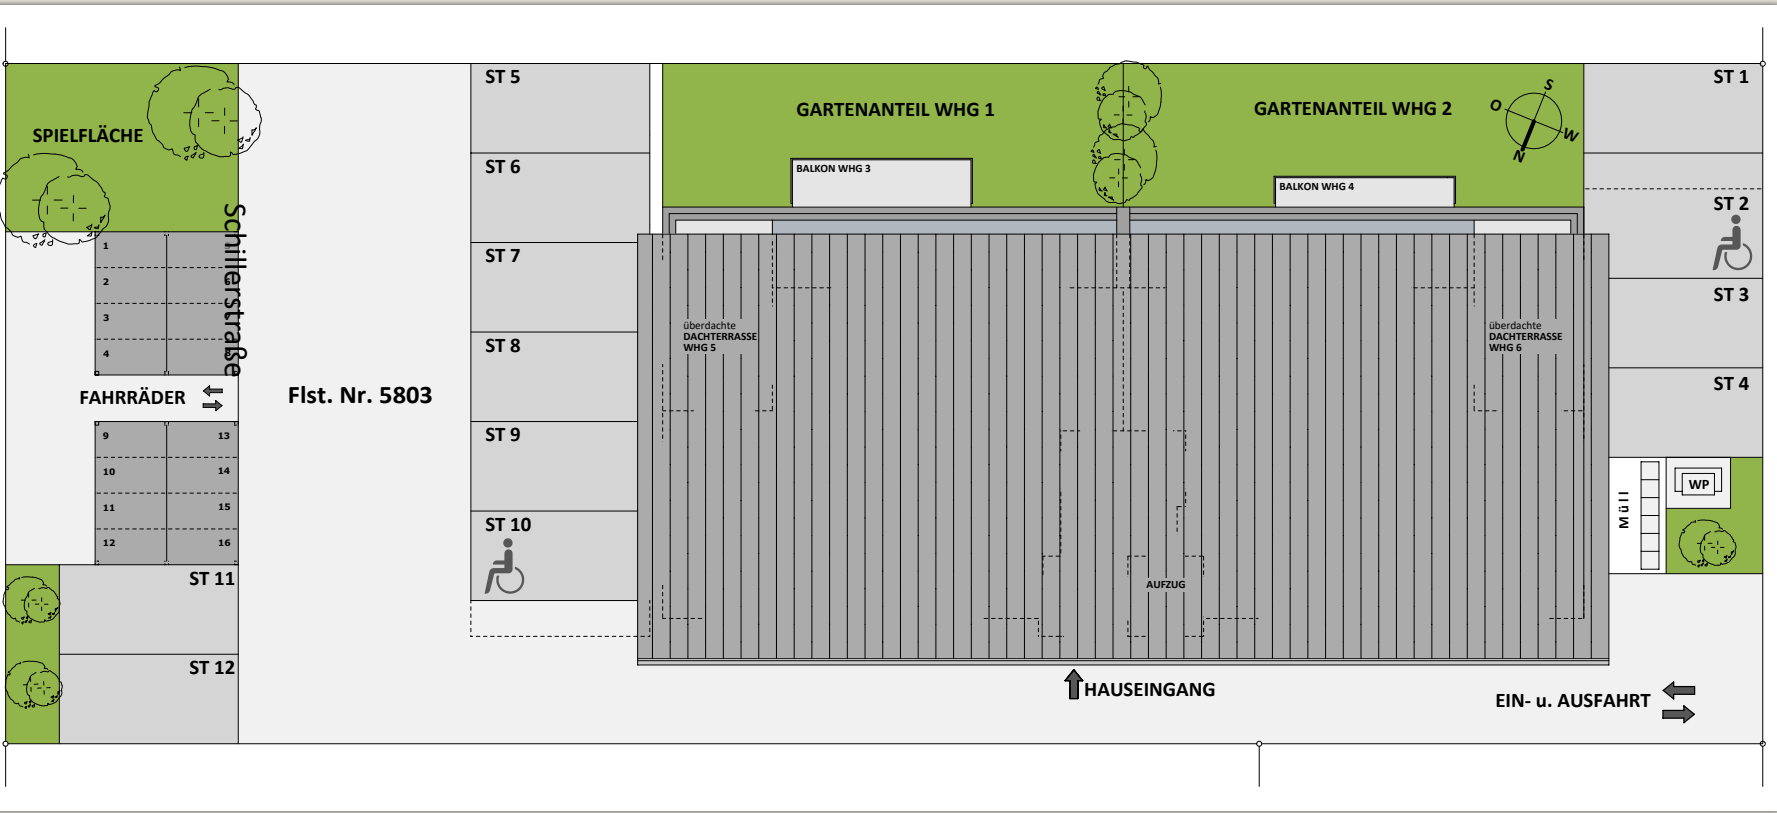 ST 5
GARTENANTEIL WHG 1
GARTENANTEIL WHG 2
S
O
W
N
ST 1
SPIELFLÄCHE
ST 6
BALKON WHG 3
BALKON WHG 4
ST 2
Schillerstraße
1
2
3
4
ST 7
ST 3
überdachte
DACHTERRASSE
WHG 5
überdachte
DACHTERRASSE
WHG 6
ST 8
ST 4
FAHRRÄDER
Flst. Nr. 5803
9
13
10
14
11
15
12
16
ST 9
Müll
WP
ST 10
ST 11
AUFZUG
ST 12
HAUSEINGANG
EIN- u. AUSFAHRT